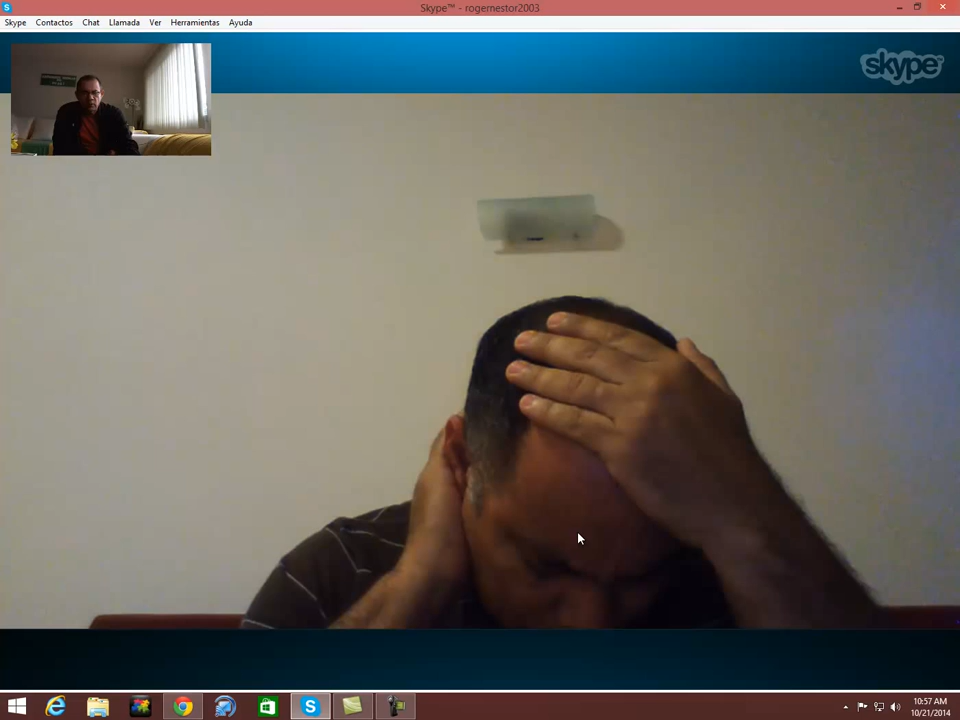 Skype™ - rogernestor2003
Skype Contactos Chat Llamada Ver Herramientas Ayuda
skype
10:57 AM
10/21/2014